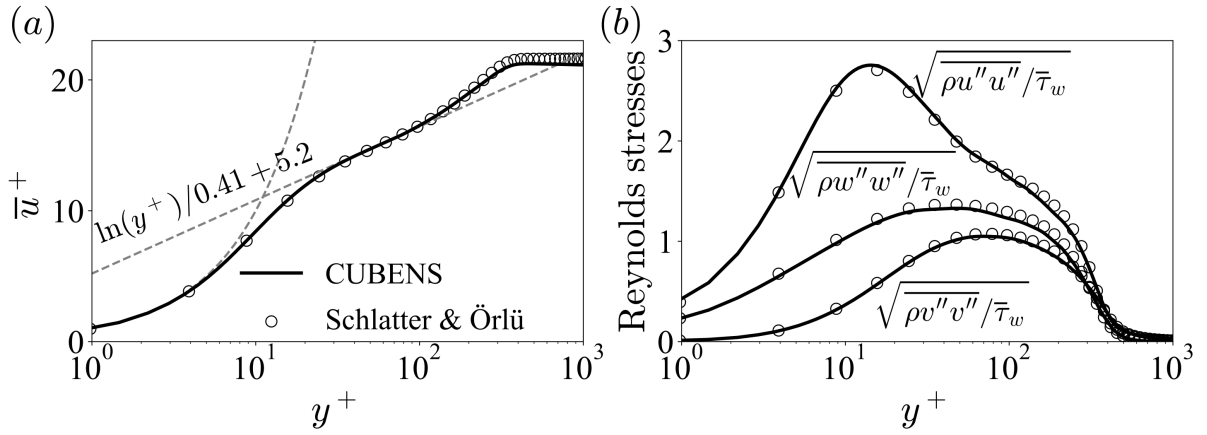 (a)
20
10
0
u̅⁺
ln(y⁺)/0.41 + 5.2
CUBENS
Schlatter & Örlü
10⁰ 10¹ 10² 10³
y⁺
(b)
3
2
1
0
Reynolds stresses
√(ρu″u″)/τ̅_w
√(ρw″w″)/τ̅_w
√(ρv″v″)/τ̅_w
10⁰ 10¹ 10² 10³
y⁺